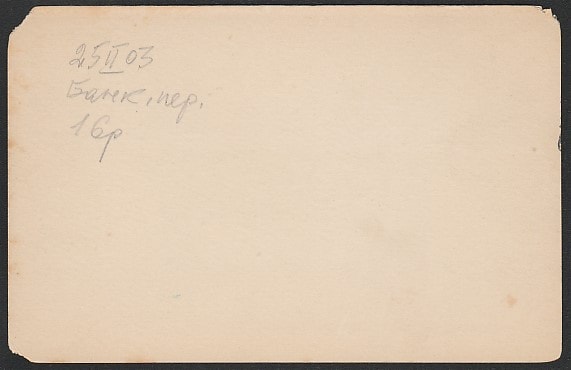 25 II 03
Банк. пер.
16р